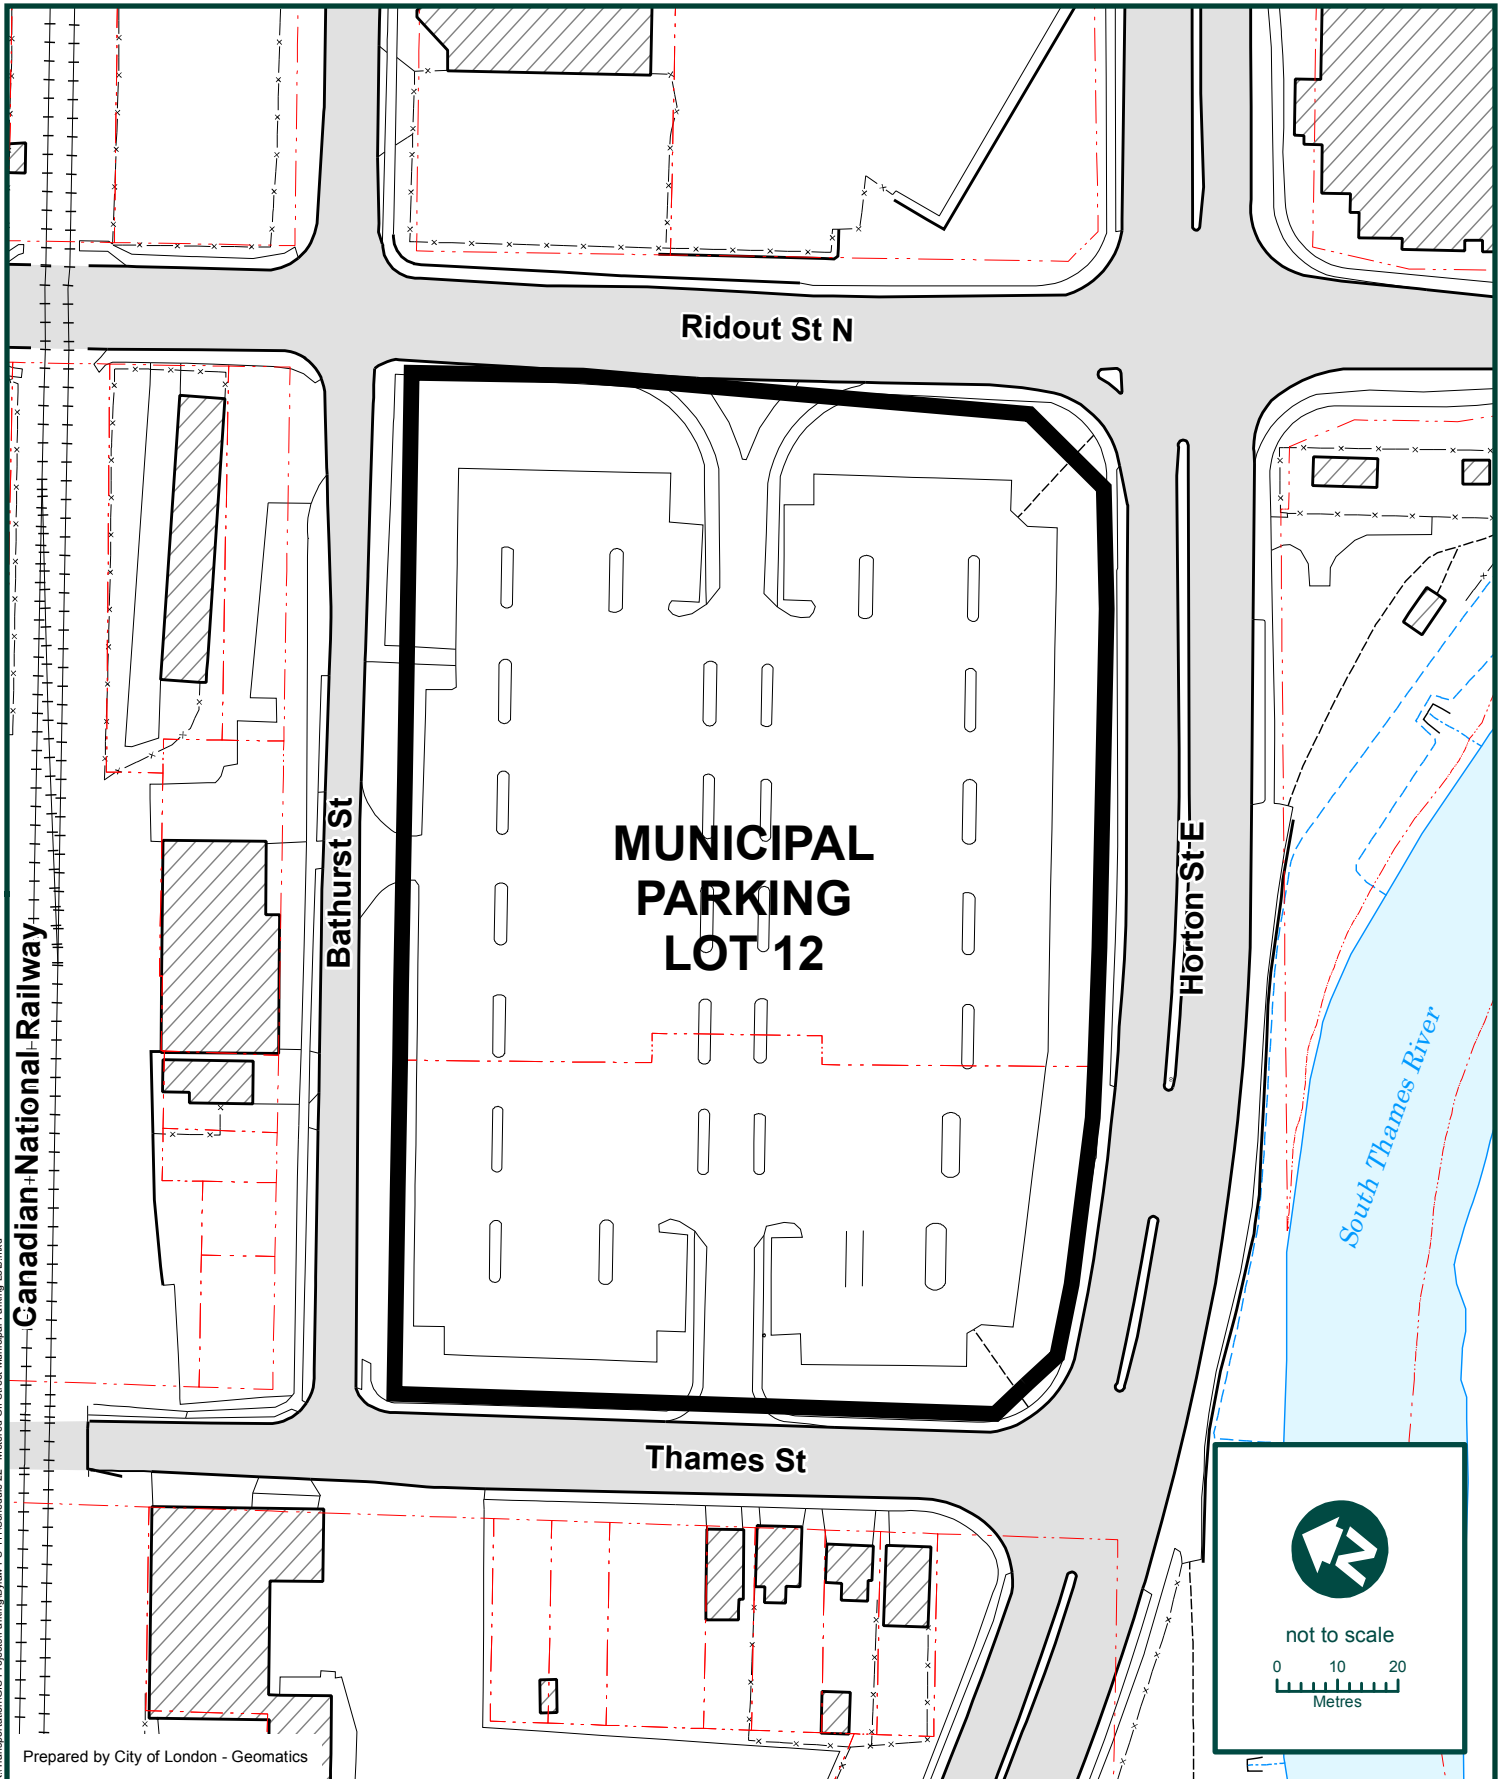 Ridout St N
Bathurst St
MUNICIPAL
PARKING
LOT 12
Horton St E
Canadian National Railway
South Thames River
Thames St
N
not to scale
0 10 20
Metres
Prepared by City of London - Geomatics